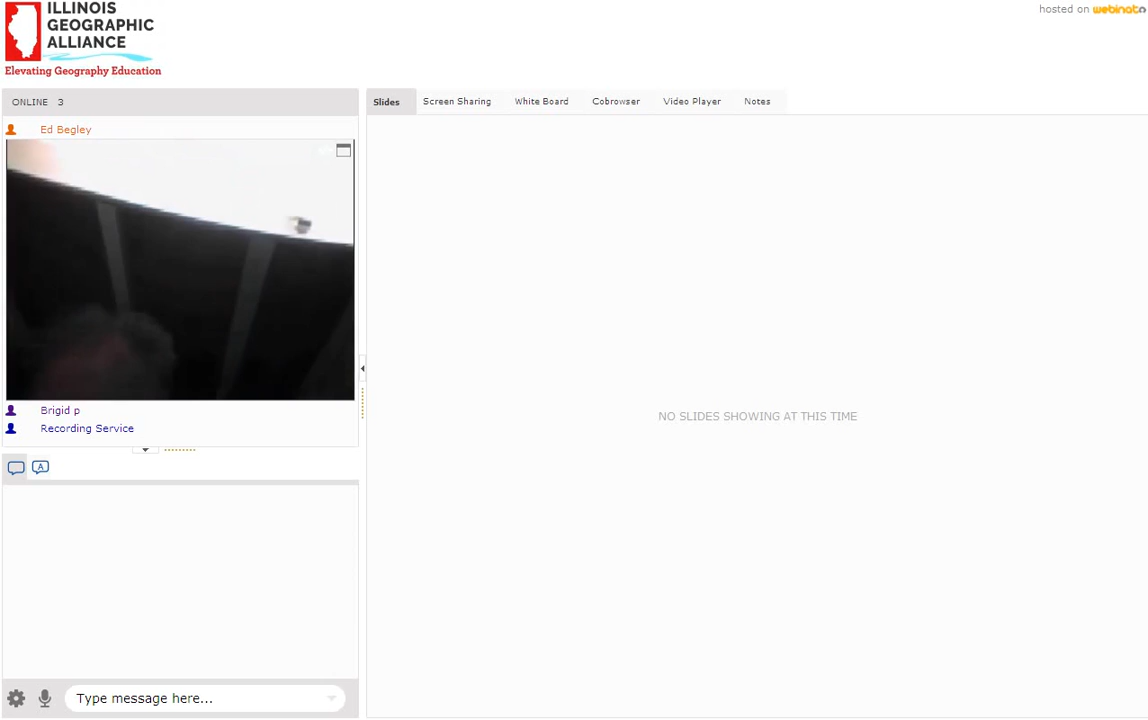 ILLINOIS
GEOGRAPHIC
ALLIANCE
Elevating Geography Education
hosted on webinato
ONLINE 3
Ed Begley
Brigid p
Recording Service
A
Type message here...
Slides Screen Sharing White Board Cobrowser Video Player Notes
NO SLIDES SHOWING AT THIS TIME